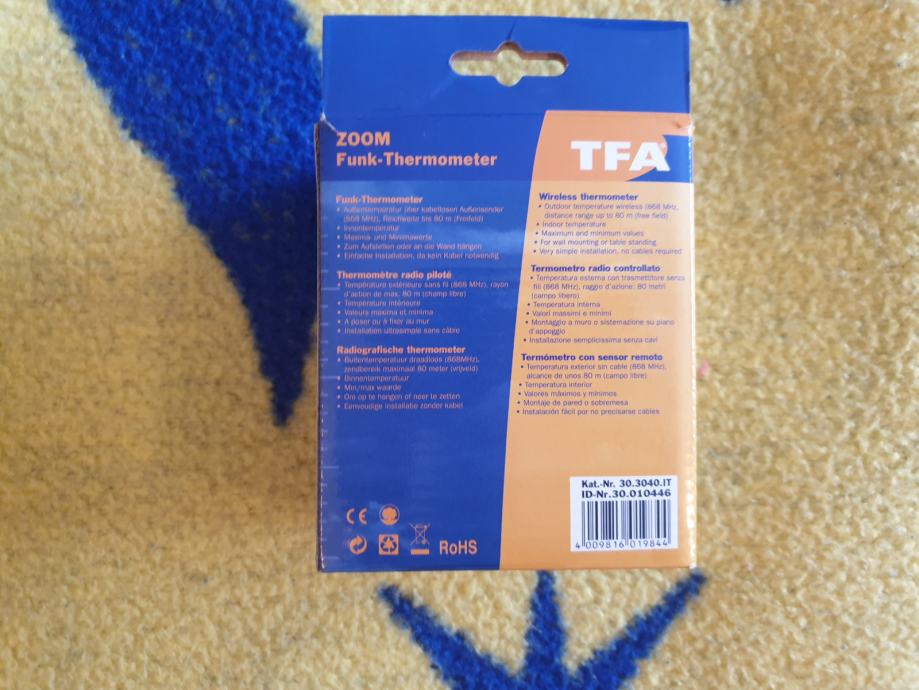 ZOOM
Funk-Thermometer
TFA
Funk-Thermometer
• Außentemperatur über kabellosen Außensender
(868 MHz), Reichweite bis 80 m (Freifeld)
• Innentemperatur
• Maxima- und Minimawerte
• Zum Aufstellen oder an die Wand hängen
• Einfache Installation, da kein Kabel notwendig
Thermomètre radio piloté
• Température extérieure sans fil (868 MHz), rayon
d'action de max. 80 m (champ libre)
• Température intérieure
• Valeurs maxima et minima
• A poser ou à fixer au mur
• Installation ultrasimple sans câble
Radiografische thermometer
• Buitentemperatuur draadloos (868MHz),
zendbereik maximaal 80 meter (vrijveld)
• Binnentemperatuur
• Min/max waarde
• Om op te hangen of neer te zetten
• Eenvoudige installatie zonder kabel
Wireless thermometer
• Outdoor temperature wireless (868 MHz,
distance range up to 80 m (free field)
• Indoor temperature
• Maximum and minimum values
• For wall mounting or table standing
• Very simple installation, no cables required
Termometro radio controllato
• Temperatura esterna con trasmettitore senza
fili (868 MHz), raggio d'azione: 80 metri
(campo libero)
• Temperatura interna
• Valori massimi e minimi
• Montaggio a muro o sistemazione su piano
d'appoggio
• Installazione semplicissima senza cavi
Termómetro con sensor remoto
• Temperatura exterior sin cable (868 MHz),
alcance de unos 80 m (campo libre)
• Temperatura interior
• Valores máximos y mínimos
• Montaje de pared o sobremesa
• Instalación fácil por no precisarse cables
CE
RoHS
Kat.-Nr. 30.3040.IT
ID-Nr.30.010446
4 009816 019844